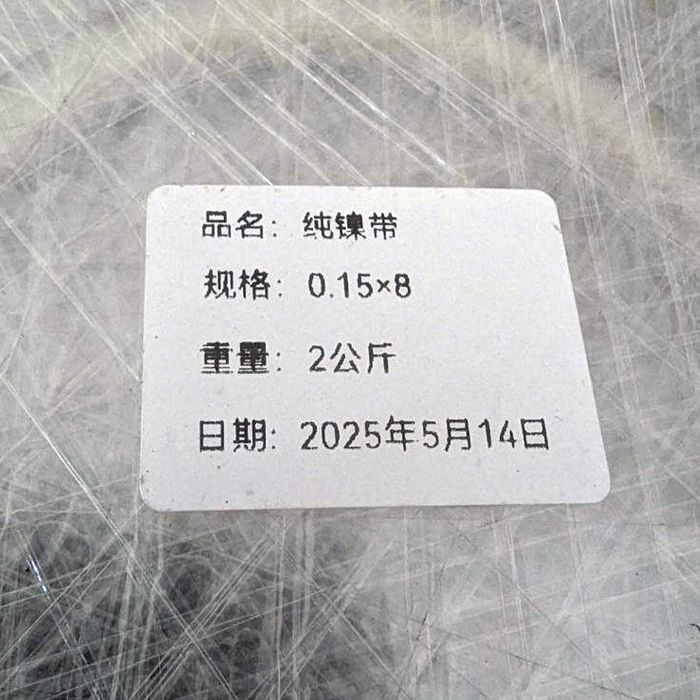 品名: 纯镍带
规格: 0.15×8
重量: 2公斤
日期: 2025年5月14日